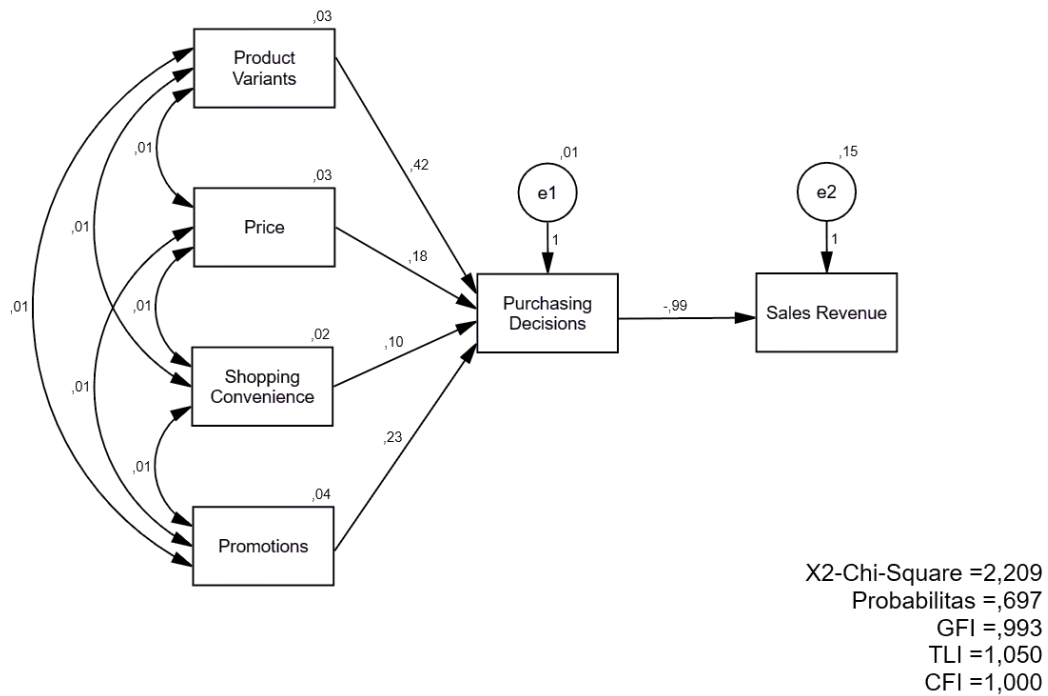 ,03
Product
Variants
,01
,42
,03
Price
,01
e1
1
,15
e2
1
,01
,18
Purchasing
Decisions
-,99
Sales Revenue
,01
,01
,02
Shopping
Convenience
,10
,01
,23
,01
,04
Promotions
X2-Chi-Square =2,209
Probabilitas =,697
GFI =,993
TLI =1,050
CFI =1,000